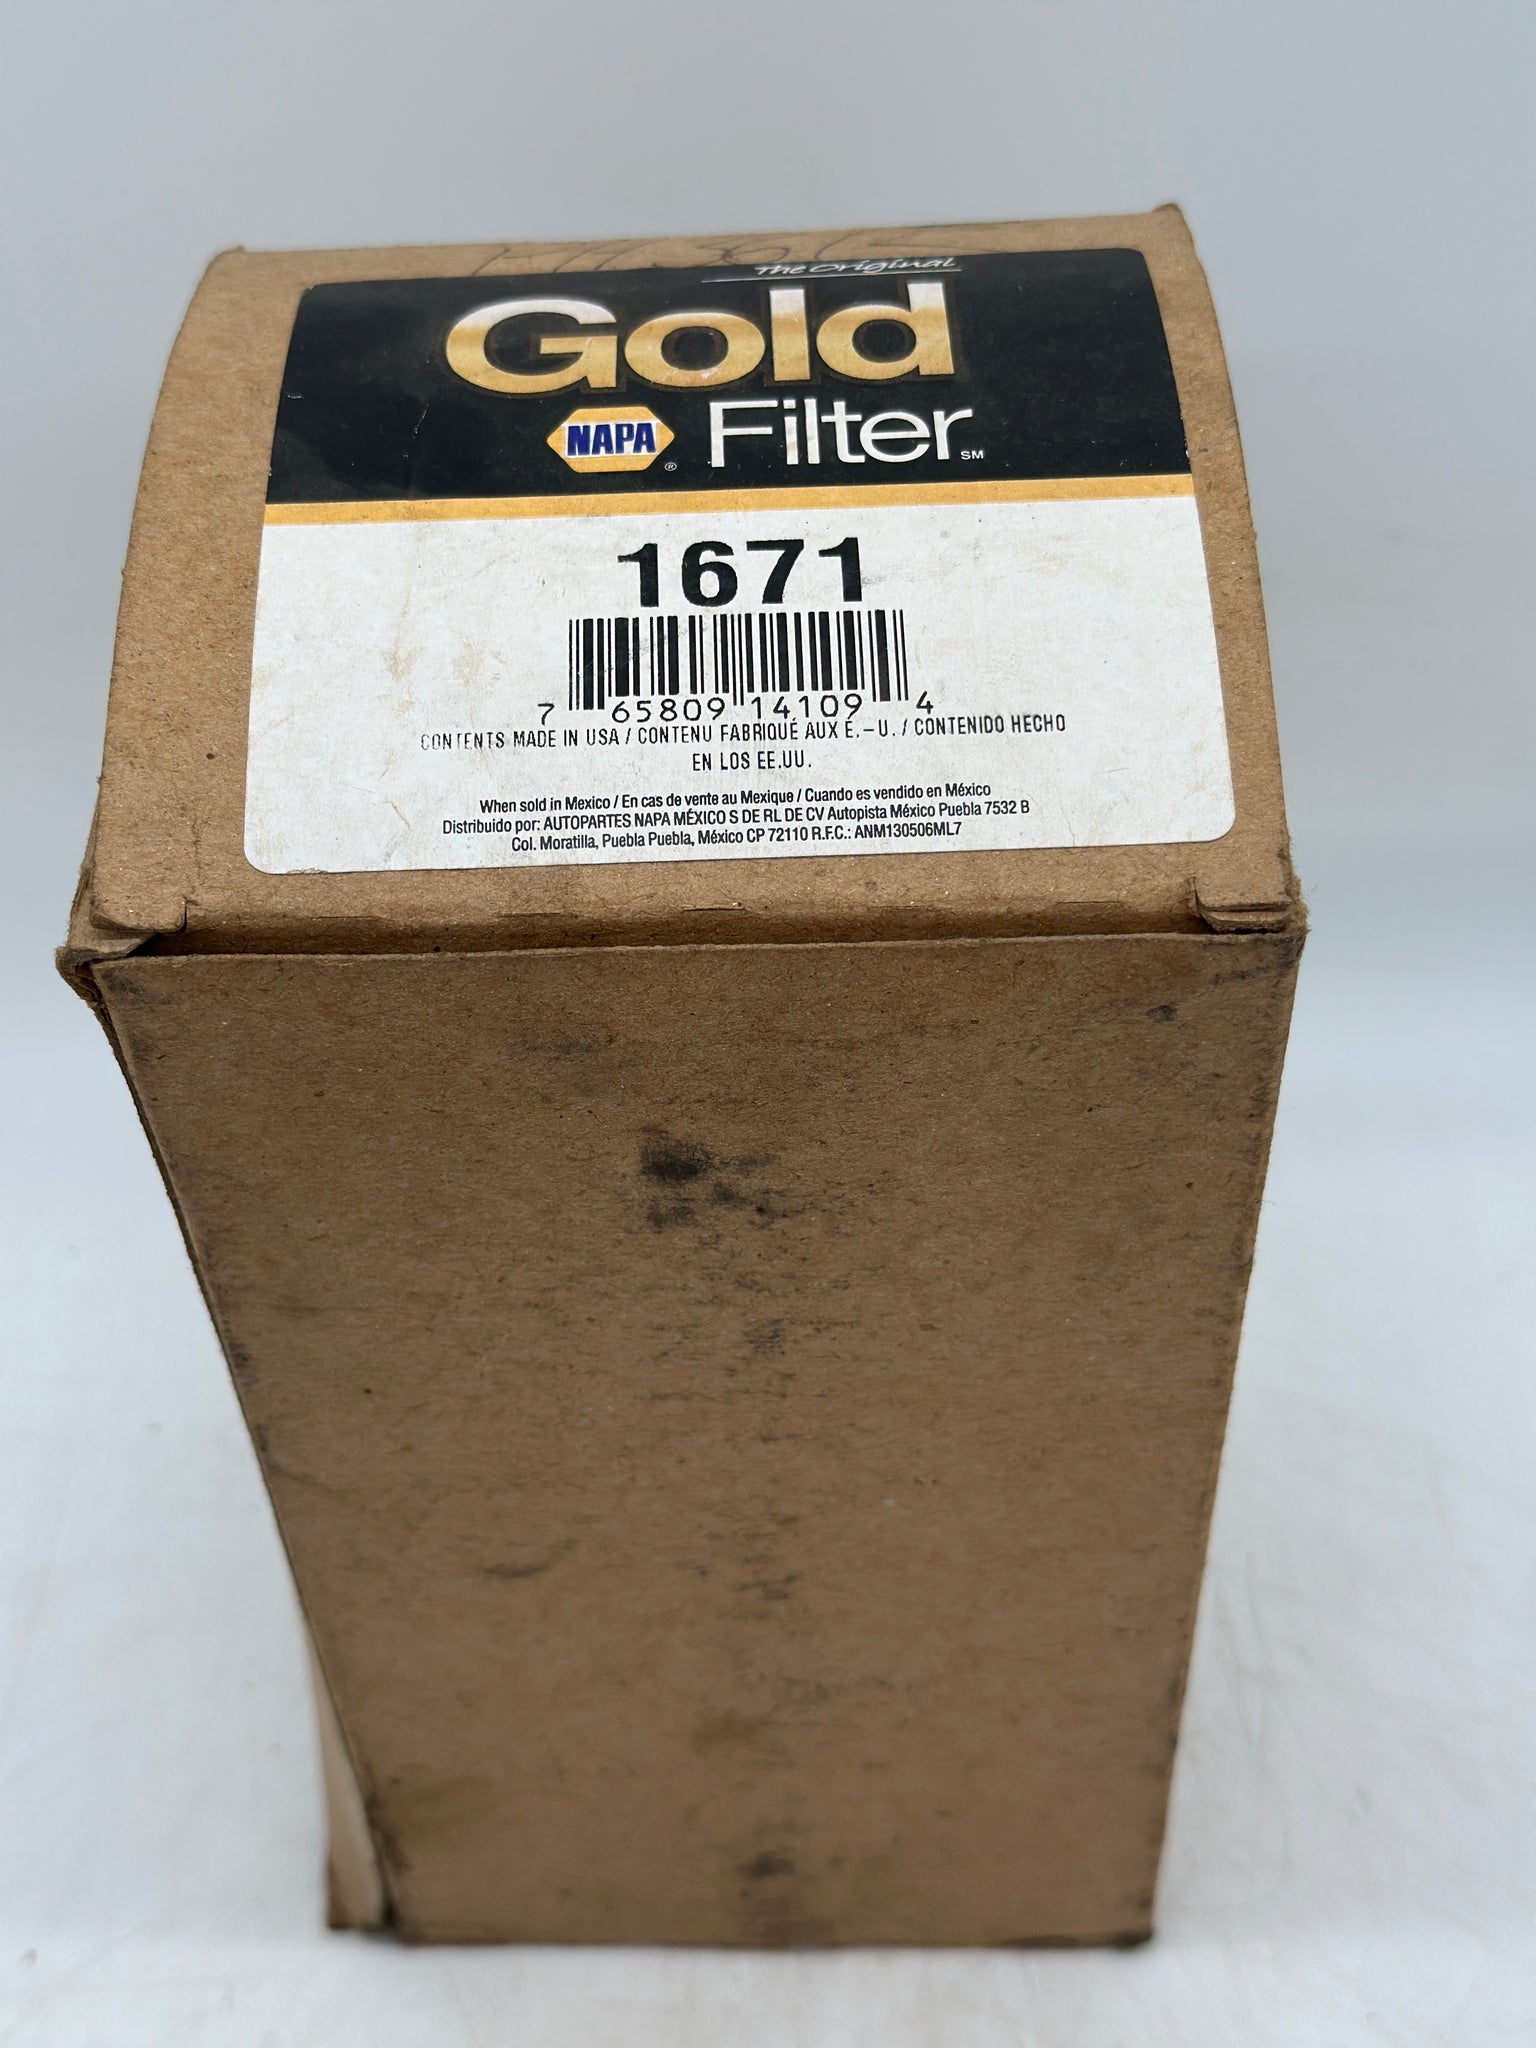 The Original
Gold
NAPA® Filter SM
1671
7 65809 14109 4
CONTENTS MADE IN USA / CONTENU FABRIQUÉ AUX É.-U. / CONTENIDO HECHO
EN LOS EE.UU.
When sold in Mexico / En cas de vente au Mexique / Cuando es vendido en México
Distribuido por: AUTOPARTES NAPA MÉXICO S DE RL DE CV Autopista México Puebla 7532 B
Col. Moratilla, Puebla Puebla, México CP 72110 R.F.C.: ANM130506ML7